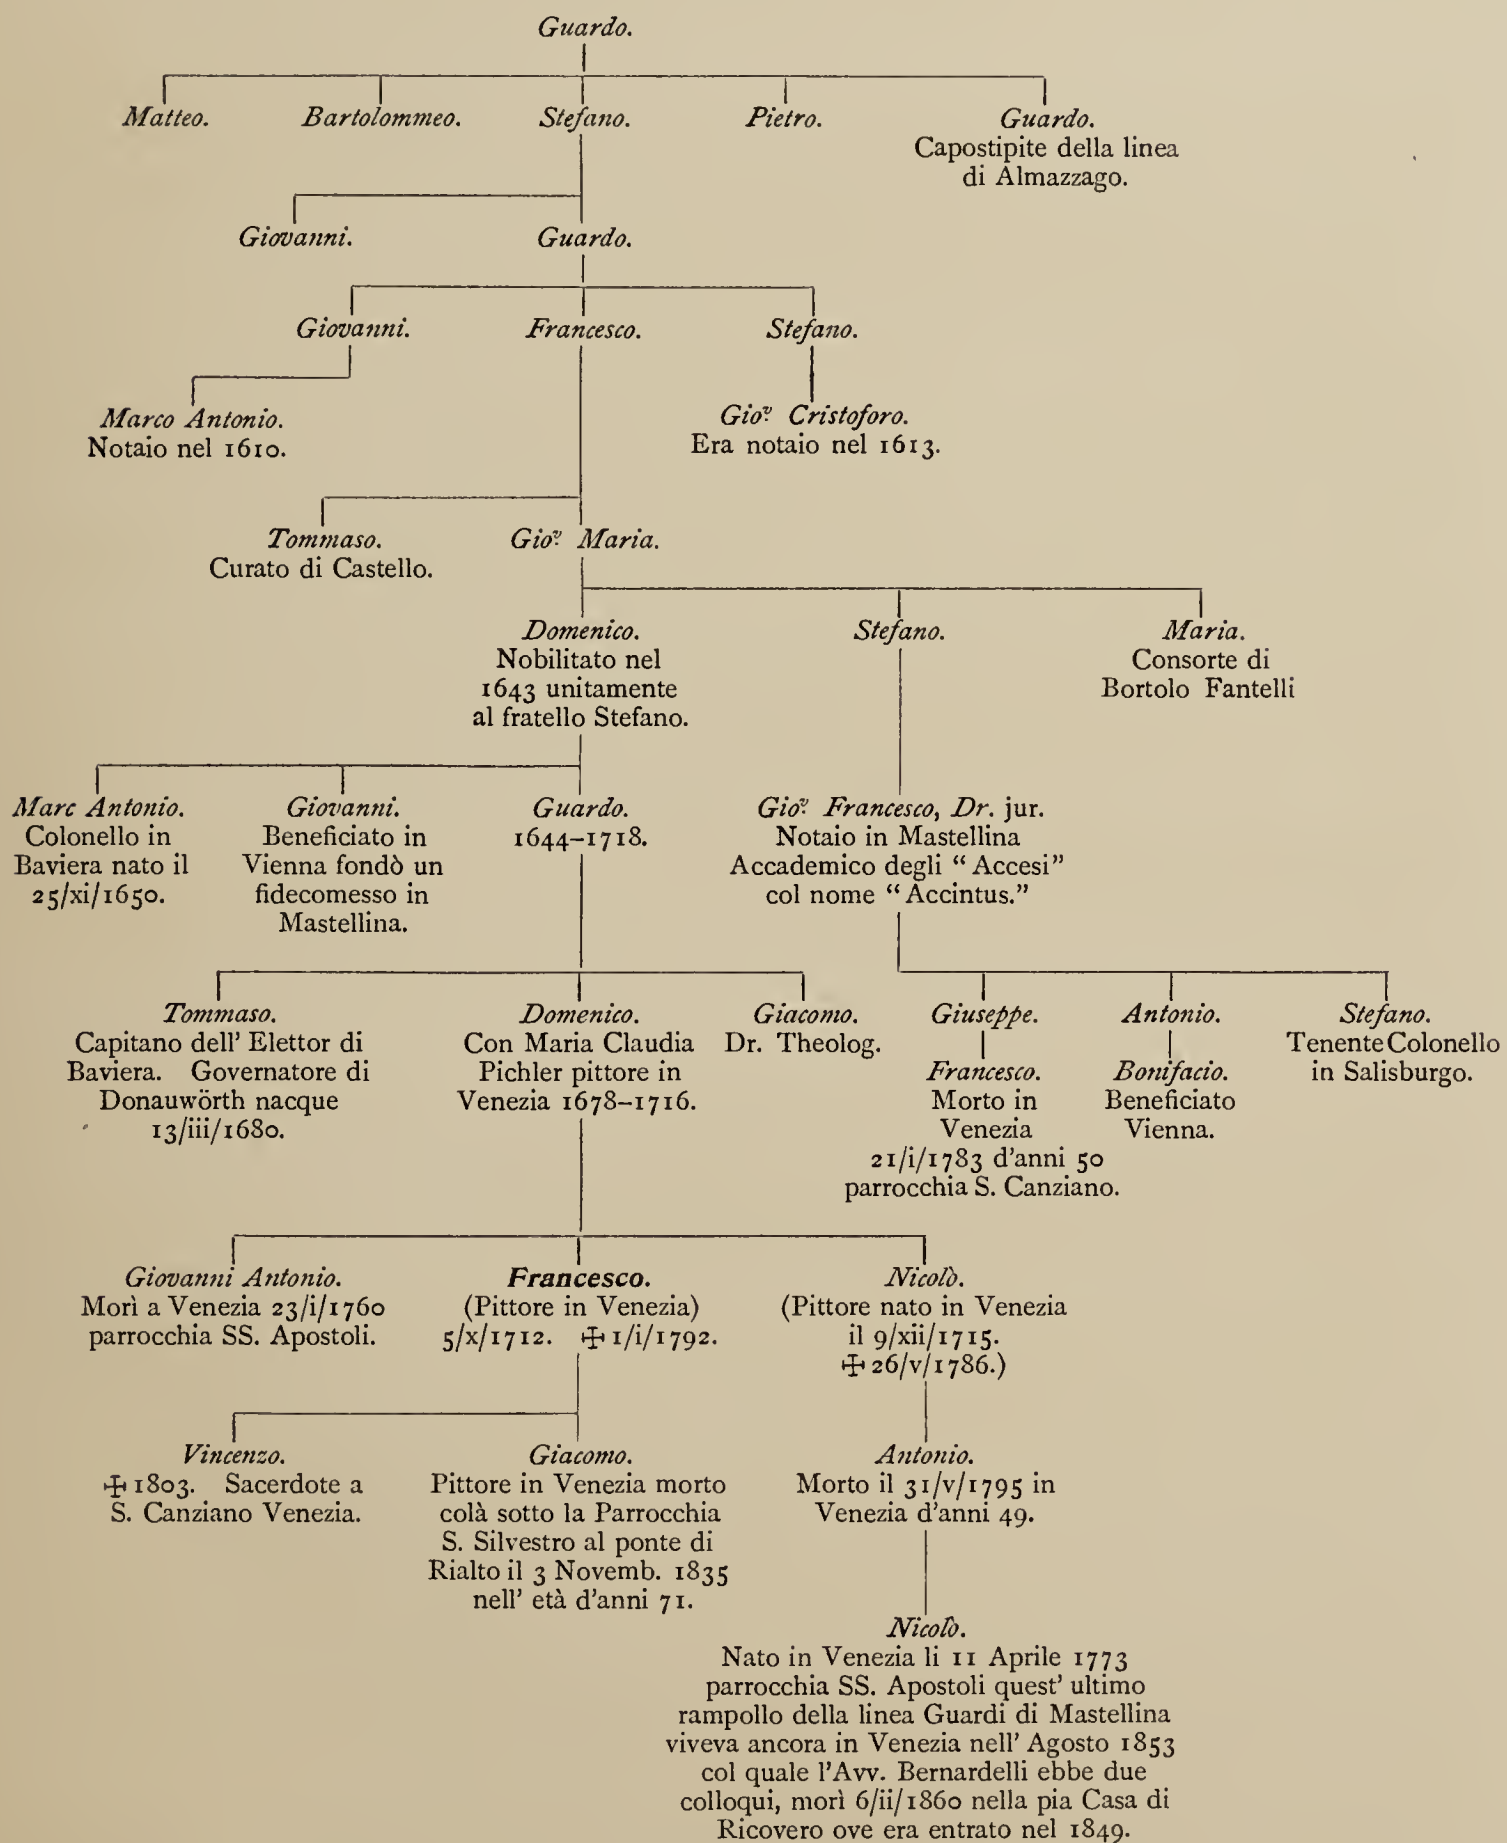 Guardo.
Matteo. Bartolommeo. Stefano. Pietro. Guardo.
Capostipite della linea
di Almazzago.
Giovanni. Guardo.
Giovanni. Francesco. Stefano.
Marco Antonio.
Notaio nel 1610.
Giov. Cristoforo.
Era notaio nel 1613.
Tommaso.
Curato di Castello.
Giov. Maria.
Domenico.
Nobilitato nel
1643 unitamente
al fratello Stefano.
Stefano.
Maria.
Consorte di
Bortolo Fantelli
Marc Antonio.
Colonello in
Baviera nato il
25/xi/1650.
Giovanni.
Beneficiato in
Vienna fondò un
fidecomesso in
Mastellina.
Guardo.
1644–1718.
Giov. Francesco, Dr. jur.
Notaio in Mastellina
Accademico degli “Accesi”
col nome “Accintus.”
Tommaso.
Capitano dell' Elettor di
Baviera. Governatore di
Donauwörth nacque
13/iii/1680.
Domenico.
Con Maria Claudia
Pichler pittore in
Venezia 1678–1716.
Giacomo.
Dr. Theolog.
Giuseppe.
Francesco.
Morto in
Venezia
21/i/1783 d'anni 50
parrocchia S. Canziano.
Antonio.
Bonifacio.
Beneficiato
Vienna.
Stefano.
Tenente Colonello
in Salisburgo.
Giovanni Antonio.
Morì a Venezia 23/i/1760
parrocchia SS. Apostoli.
Francesco.
(Pittore in Venezia)
5/x/1712. ✠ 1/i/1792.
Nicolò.
(Pittore nato in Venezia
il 9/xii/1715.
✠ 26/v/1786.)
Vincenzo.
✠ 1803. Sacerdote a
S. Canziano Venezia.
Giacomo.
Pittore in Venezia morto
colà sotto la Parrocchia
S. Silvestro al ponte di
Rialto il 3 Novemb. 1835
nell' età d'anni 71.
Antonio.
Morto il 31/v/1795 in
Venezia d'anni 49.
Nicolò.
Nato in Venezia li 11 Aprile 1773
parrocchia SS. Apostoli quest' ultimo
rampollo della linea Guardi di Mastellina
viveva ancora in Venezia nell' Agosto 1853
col quale l'Avv. Bernardelli ebbe due
colloqui, morì 6/ii/1860 nella pia Casa di
Ricovero ove era entrato nel 1849.